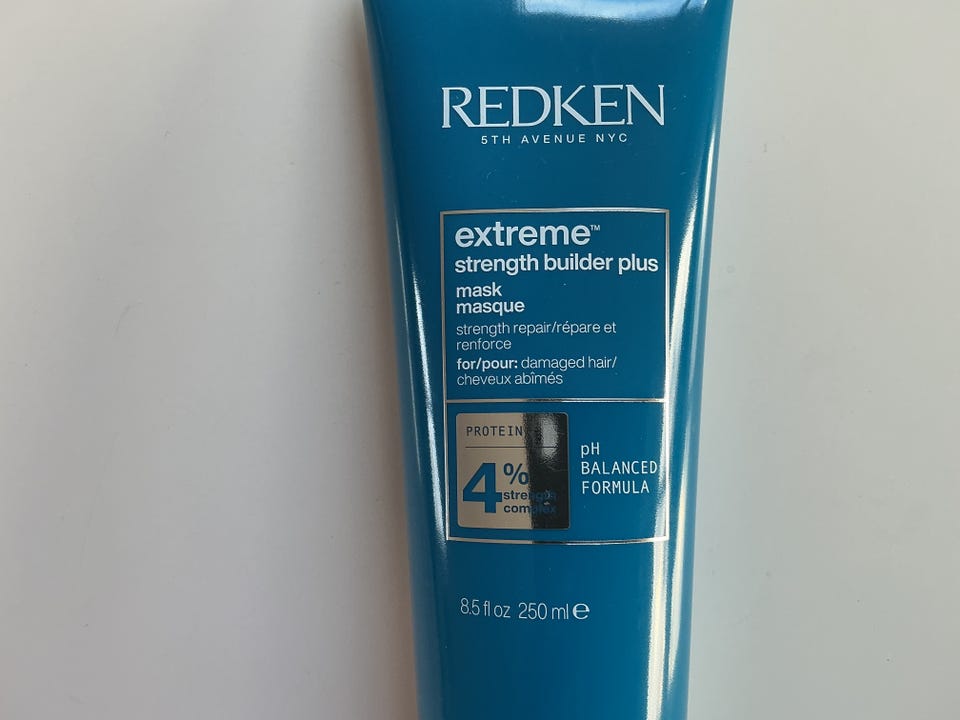 REDKEN
5TH AVENUE NYC
extreme™
strength builder plus
mask
masque
strength repair/répare et
renforce
for/pour: damaged hair/
cheveux abîmés
PROTEIN
4%
strength
complex
pH
BALANCED
FORMULA
8.5 fl oz 250 ml ℮